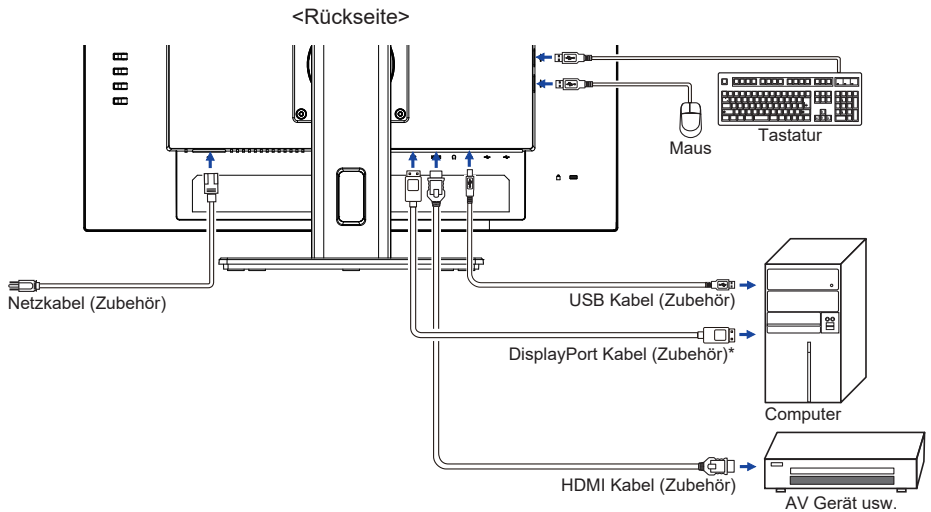 <Rückseite>
Tastatur
Maus
Netzkabel (Zubehör)
USB Kabel (Zubehör)
DisplayPort Kabel (Zubehör)*
Computer
HDMI Kabel (Zubehör)
AV Gerät usw.